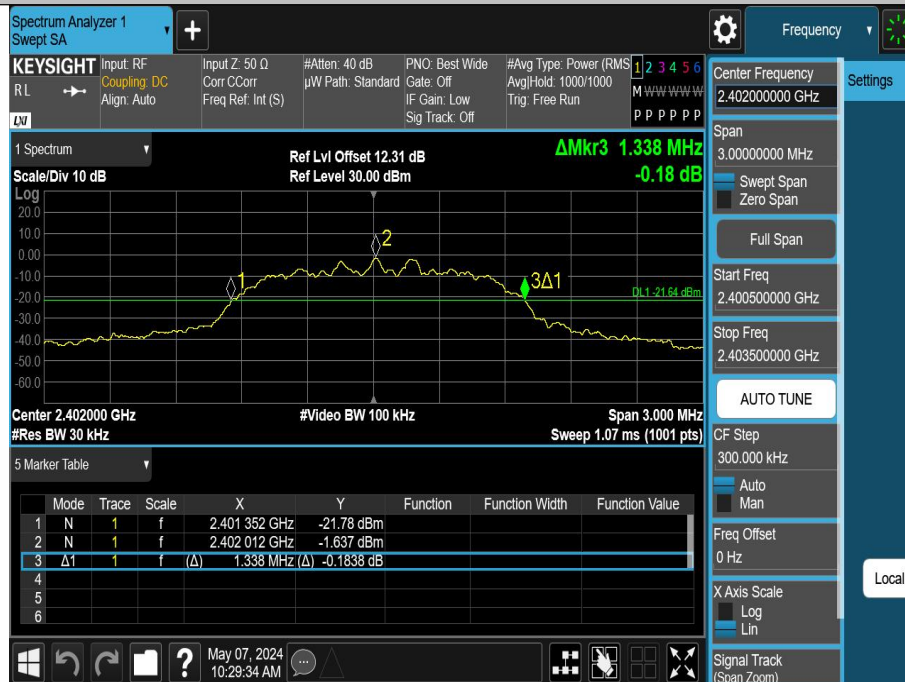 Spectrum Analyzer 1
Swept SA
Frequency
KEYSIGHT
RL
LXI
Input: RF
Coupling: DC
Align: Auto
Input Z: 50 Ω
Corr CCorr
Freq Ref: Int (S)
#Atten: 40 dB
µW Path: Standard
PNO: Best Wide
Gate: Off
IF Gain: Low
Sig Track: Off
#Avg Type: Power (RMS
Avg|Hold: 1000/1000
Trig: Free Run
1 2 3 4 5 6
M W W W W W
P P P P P P
1 Spectrum
Scale/Div 10 dB
Ref Lvl Offset 12.31 dB
Ref Level 30.00 dBm
ΔMkr3 1.338 MHz
-0.18 dB
Log
20.0
10.0
0.00
-10.0
-20.0
-30.0
-40.0
-50.0
-60.0
1
2
3Δ1
DL1 -21.64 dBm
Center 2.402000 GHz
#Res BW 30 kHz
#Video BW 100 kHz
Span 3.000 MHz
Sweep 1.07 ms (1001 pts)
5 Marker Table
Mode Trace Scale X Y Function Function Width Function Value
1 N 1 f 2.401 352 GHz -21.78 dBm
2 N 1 f 2.402 012 GHz -1.637 dBm
3 Δ1 1 f (Δ) 1.338 MHz (Δ) -0.1838 dB
4
5
6
May 07, 2024
10:29:34 AM
Center Frequency
2.402000000 GHz
Span
3.00000000 MHz
Swept Span
Zero Span
Full Span
Start Freq
2.400500000 GHz
Stop Freq
2.403500000 GHz
AUTO TUNE
CF Step
300.000 kHz
Auto
Man
Freq Offset
0 Hz
X Axis Scale
Log
Lin
Signal Track
(Span Zoom)
Settings
Local